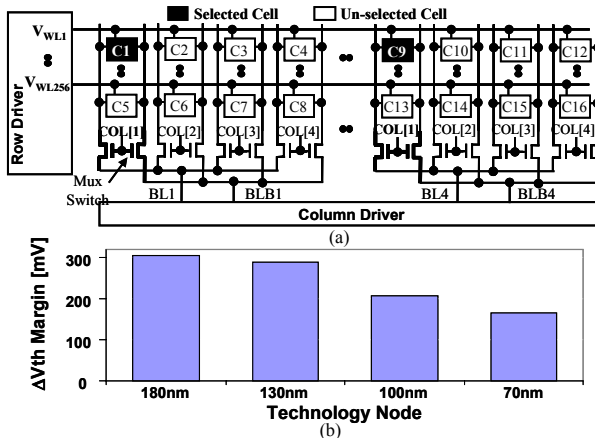 Selected Cell Un-selected Cell
VWL1
C1 C2 C3 C4 C9 C10 C11 C12
VWL256
C5 C6 C7 C8 C13 C14 C15 C16
COL[1] COL[2] COL[3] COL[4] COL[1] COL[2] COL[3] COL[4]
Row Driver
Mux
Switch
BL1 BLB1 BL4 BLB4
Column Driver
(a)
ΔVth Margin [mV]
300
200
100
0
180nm 130nm 100nm 70nm
Technology Node
(b)